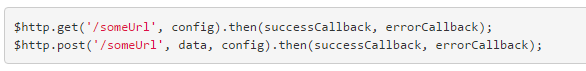 $http.get('/someUrl', config).then(successCallback, errorCallback);
$http.post('/someUrl', data, config).then(successCallback, errorCallback);